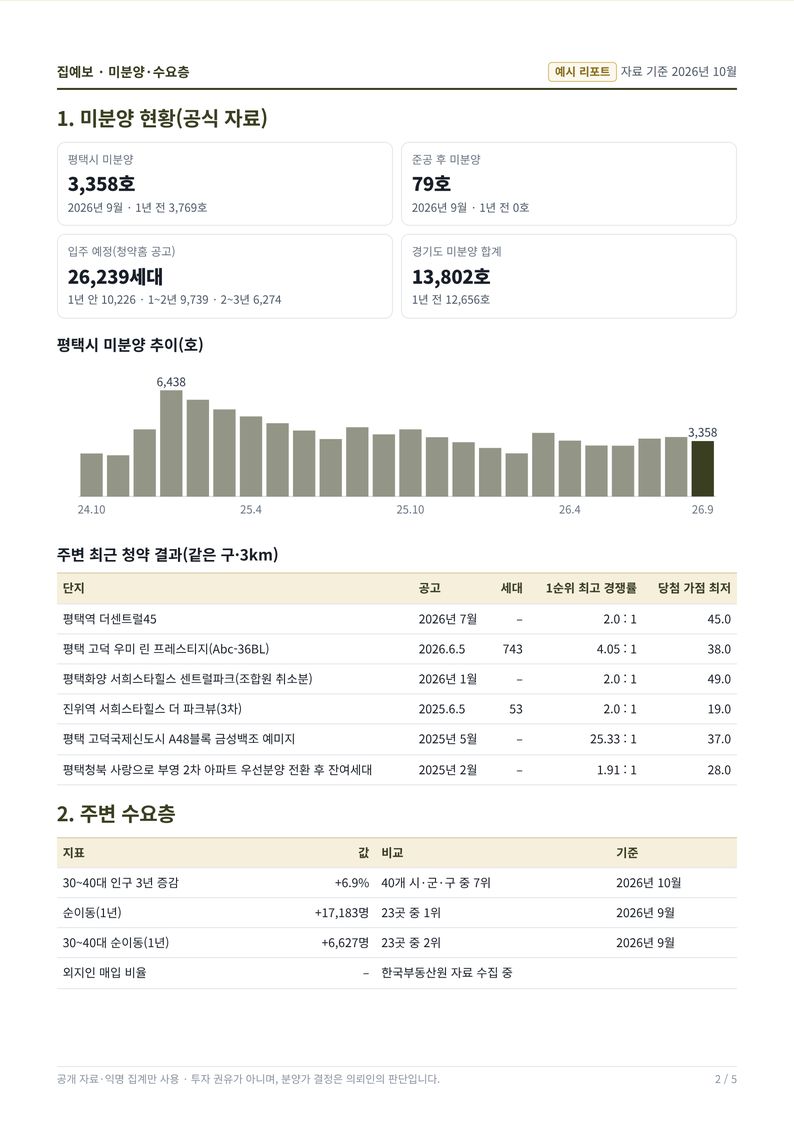 집예보 · 미분양·수요층
예시 리포트 자료 기준 2026년 10월
1. 미분양 현황(공식 자료)
평택시 미분양
3,358호
2026년 9월 · 1년 전 3,769호
준공 후 미분양
79호
2026년 9월 · 1년 전 0호
입주 예정(청약홈 공고)
26,239세대
1년 안 10,226 · 1~2년 9,739 · 2~3년 6,274
경기도 미분양 합계
13,802호
1년 전 12,656호
평택시 미분양 추이(호)
6,438
3,358
24.10 25.4 25.10 26.4 26.9
주변 최근 청약 결과(같은 구·3km)
단지 공고 세대 1순위 최고 경쟁률 당첨 가점 최저
평택역 더센트럴45 2026년 7월 – 2.0 : 1 45.0
평택 고덕 우미 린 프레스티지(Abc-36BL) 2026.6.5 743 4.05 : 1 38.0
평택화양 서희스타힐스 센트럴파크(조합원 취소분) 2026년 1월 – 2.0 : 1 49.0
진위역 서희스타힐스 더 파크뷰(3차) 2025.6.5 53 2.0 : 1 19.0
평택 고덕국제신도시 A48블록 금성백조 예미지 2025년 5월 – 25.33 : 1 37.0
평택청북 사랑으로 부영 2차 아파트 우선분양 전환 후 잔여세대 2025년 2월 – 1.91 : 1 28.0
2. 주변 수요층
지표 값 비교 기준
30~40대 인구 3년 증감 +6.9% 40개 시·군·구 중 7위 2026년 10월
순이동(1년) +17,183명 23곳 중 1위 2026년 9월
30~40대 순이동(1년) +6,627명 23곳 중 2위 2026년 9월
외지인 매입 비율 – 한국부동산원 자료 수집 중
공개 자료·익명 집계만 사용 · 투자 권유가 아니며, 분양가 결정은 의뢰인의 판단입니다.
2 / 5